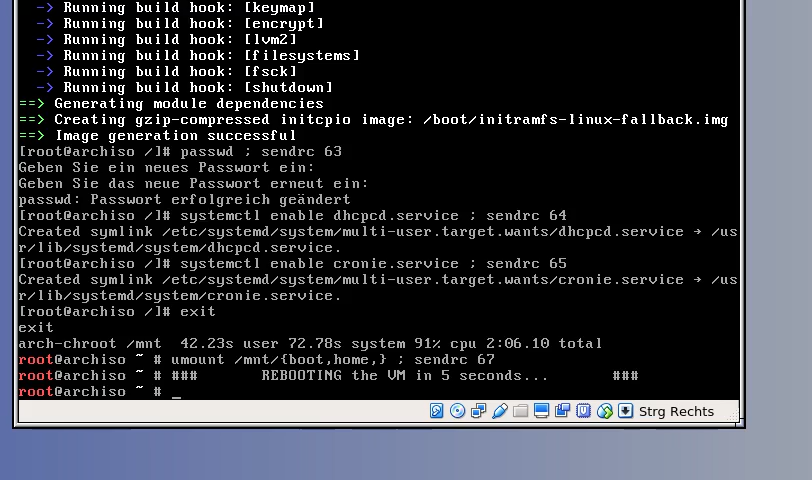 -> Running build hook: [keymap]
-> Running build hook: [encrypt]
-> Running build hook: [lvm2]
-> Running build hook: [filesystems]
-> Running build hook: [fsck]
-> Running build hook: [shutdown]
==> Generating module dependencies
==> Creating gzip-compressed initcpio image: /boot/initramfs-linux-fallback.img
==> Image generation successful
[root@archiso /]# passwd ; sendrc 63
Geben Sie ein neues Passwort ein:
Geben Sie das neue Passwort erneut ein:
passwd: Passwort erfolgreich geändert
[root@archiso /]# systemctl enable dhcpcd.service ; sendrc 64
Created symlink /etc/systemd/system/multi-user.target.wants/dhcpcd.service → /us
r/lib/systemd/system/dhcpcd.service.
[root@archiso /]# systemctl enable cronie.service ; sendrc 65
Created symlink /etc/systemd/system/multi-user.target.wants/cronie.service → /us
r/lib/systemd/system/cronie.service.
[root@archiso /]# exit
exit
arch-chroot /mnt  42.23s user 72.78s system 91% cpu 2:06.10 total
root@archiso ~ # umount /mnt/{boot,home,} ; sendrc 67
root@archiso ~ # ###       REBOOTING the VM in 5 seconds...       ###
root@archiso ~ # _
Strg Rechts